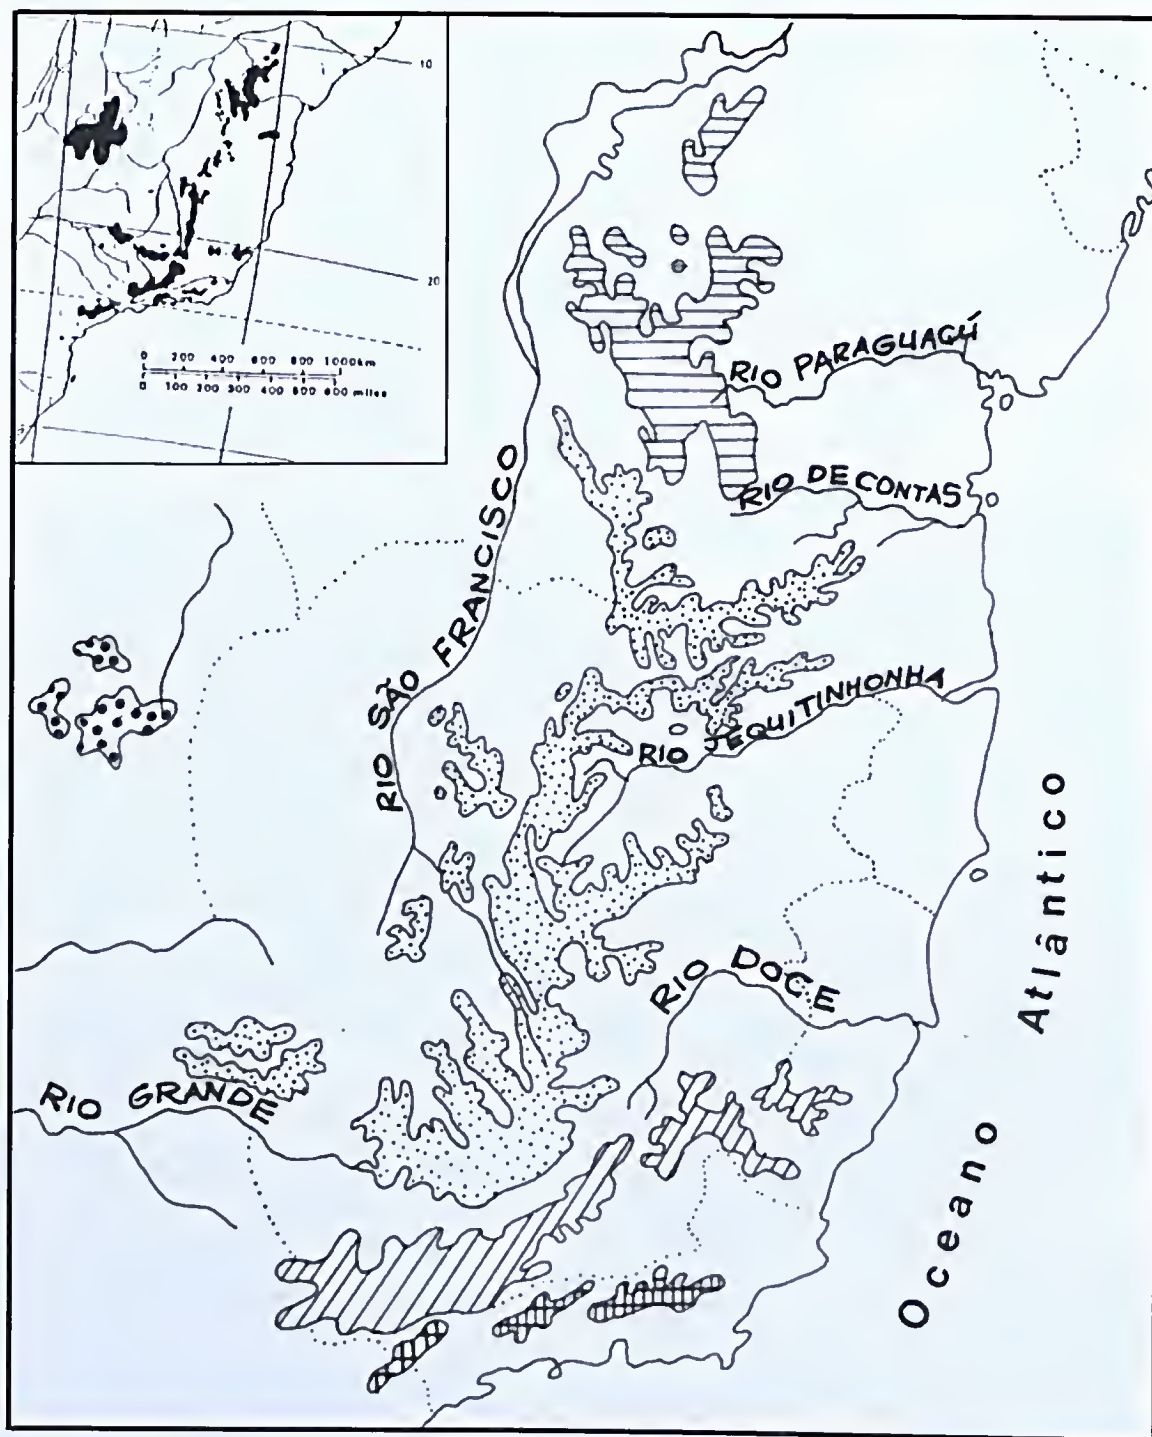 10
20
0 200 400 600 800 1000km
0 100 200 300 400 500 600 miles
RIO PARAGUAÇÚ
RIO DE CONTAS
RIO SÃO FRANCISCO
RIO JEQUITINHONHA
RIO DOCE
RIO GRANDE
Oceano Atlântico